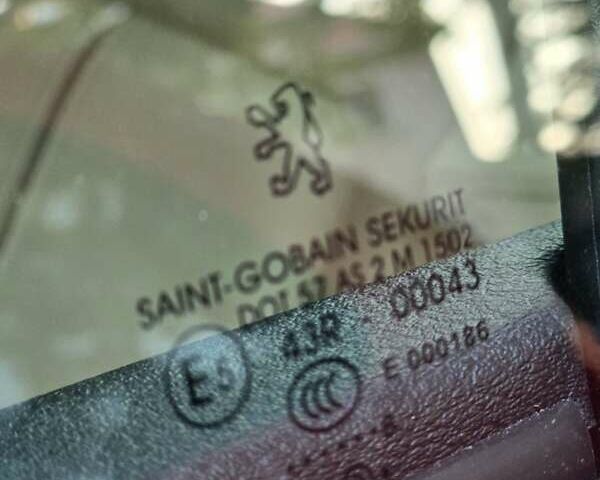 SAINT-GOBAIN SEKURIT
DOT 57 AS 2 M 1502
43R - 00043
E 000186